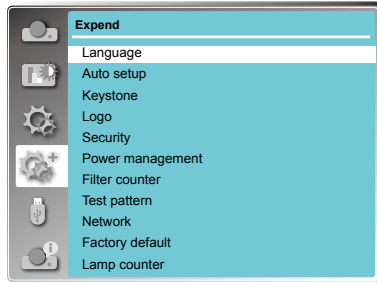 Expend
Language
Auto setup
Keystone
Logo
Security
Power management
Filter counter
Test pattern
Network
Factory default
Lamp counter